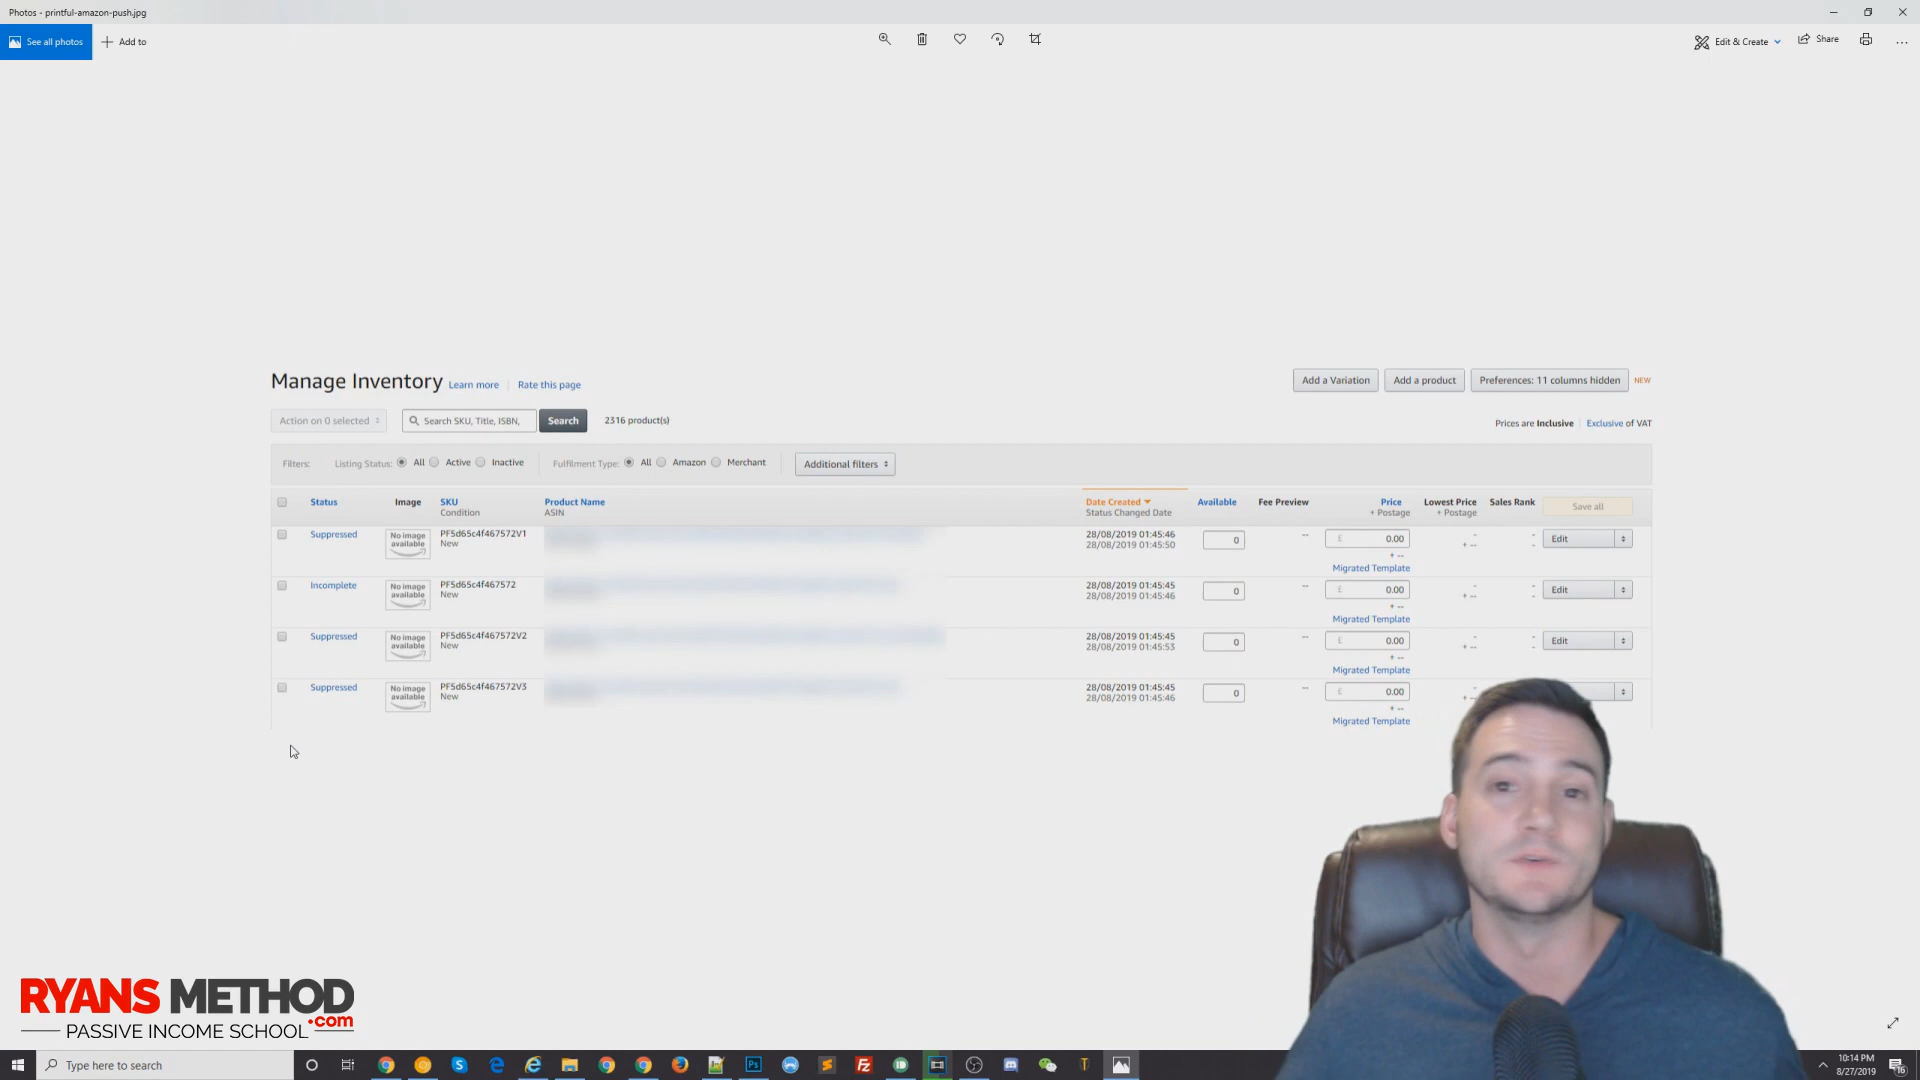 Photos - printful-amazon-push.jpg
See all photos
Add to
Edit & Create
Share
Manage Inventory Learn more Rate this page
Add a Variation Add a product Preferences: 11 columns hidden NEW
Action on 0 selected Search SKU, Title, ISBN, Search 2316 product(s)
Prices are Inclusive Exclusive of VAT
Filters: Listing Status: All Active Inactive Fulfilment Type: All Amazon Merchant Additional filters
Status Image SKU Product Name Date Created Available Fee Preview Price Lowest Price Sales Rank Save all
Condition ASIN Status Changed Date + Postage + Postage
Suppressed No image available PF5d65c4f467572V1 28/08/2019 01:45:46 0 -- £ 0.00 - - Edit
New 28/08/2019 01:45:50 + -- + -- -
Migrated Template
Incomplete No image available PF5d65c4f467572 28/08/2019 01:45:45 0 -- £ 0.00 - - Edit
New 28/08/2019 01:45:46 + -- + -- -
Migrated Template
Suppressed No image available PF5d65c4f467572V2 28/08/2019 01:45:45 0 -- £ 0.00 - - Edit
New 28/08/2019 01:45:53 + -- + -- -
Migrated Template
Suppressed No image available PF5d65c4f467572V3 28/08/2019 01:45:45 0 -- £ 0.00 - -
New 28/08/2019 01:45:46 + -- + --
Migrated Template
RYANS METHOD
.com
PASSIVE INCOME SCHOOL
Type here to search
10:14 PM
8/27/2019
16